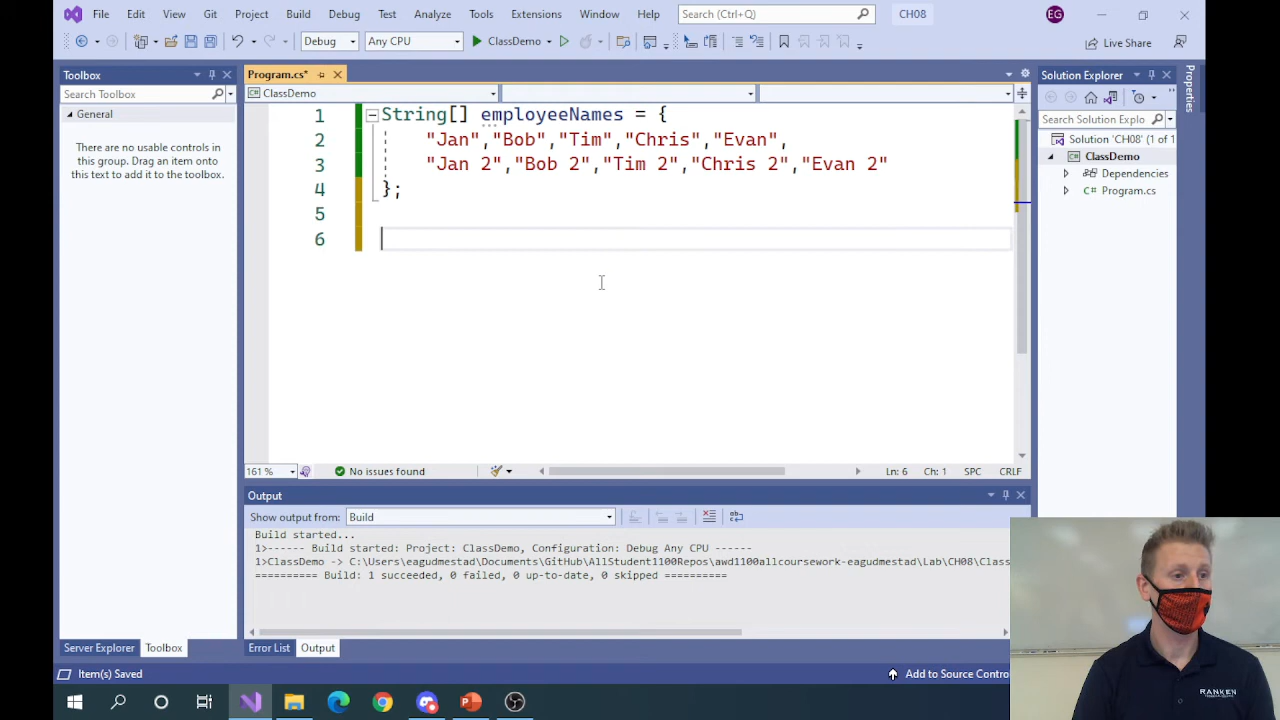 File Edit View Git Project Build Debug Test Analyze Tools Extensions Window Help Search (Ctrl+Q) CH08 EG
Debug Any CPU ClassDemo Live Share
Toolbox
Search Toolbox
General
There are no usable controls in
this group. Drag an item onto
this text to add it to the toolbox.
Server Explorer Toolbox
Program.cs*
ClassDemo
1 String[] employeeNames = {
2 "Jan","Bob","Tim","Chris","Evan",
3 "Jan 2","Bob 2","Tim 2","Chris 2","Evan 2"
4 };
5
6
161 % No issues found Ln: 6 Ch: 1 SPC CRLF
Output
Show output from: Build
Build started...
1>------ Build started: Project: ClassDemo, Configuration: Debug Any CPU ------
1>ClassDemo -> C:\Users\eagudmestad\Documents\GitHub\AllStudent1100Repos\awd1100allcoursework-eagudmestad\Lab\CH08\Class
========== Build: 1 succeeded, 0 failed, 0 up-to-date, 0 skipped ==========
Error List Output
Solution Explorer
Search Solution Explo
Solution 'CH08' (1 of 1
ClassDemo
Dependencies
Program.cs
Properties
Item(s) Saved Add to Source Contro
RANKEN